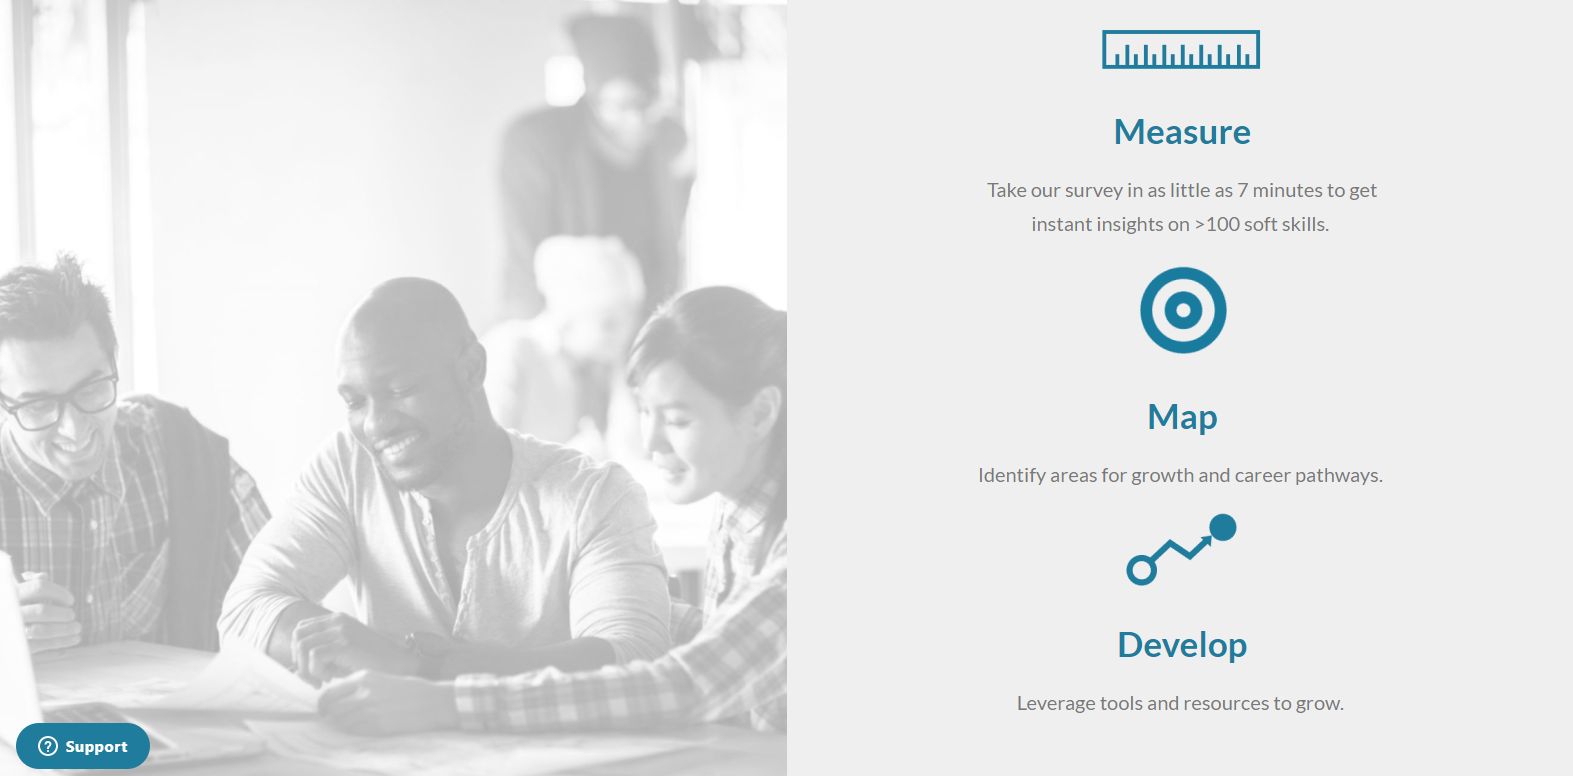 Measure
Take our survey in as little as 7 minutes to get
instant insights on >100 soft skills.
Map
Identify areas for growth and career pathways.
Develop
Leverage tools and resources to grow.
Support